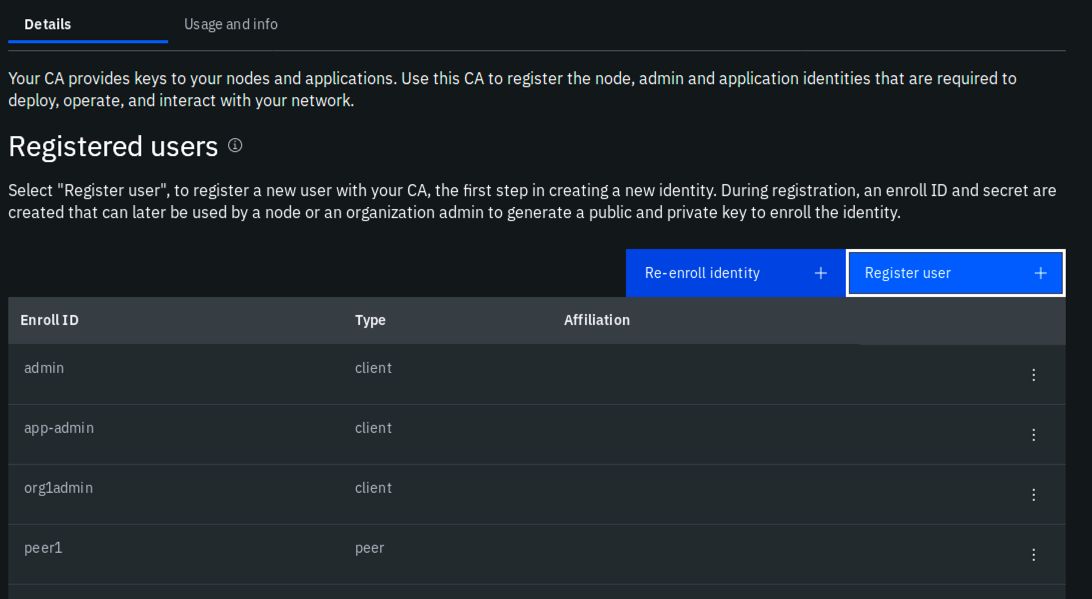 Details Usage and info
Your CA provides keys to your nodes and applications. Use this CA to register the node, admin and application identities that are required to
deploy, operate, and interact with your network.
Registered users
Select "Register user", to register a new user with your CA, the first step in creating a new identity. During registration, an enroll ID and secret are
created that can later be used by a node or an organization admin to generate a public and private key to enroll the identity.
Re-enroll identity + Register user +
Enroll ID Type Affiliation
admin client
app-admin client
org1admin client
peer1 peer